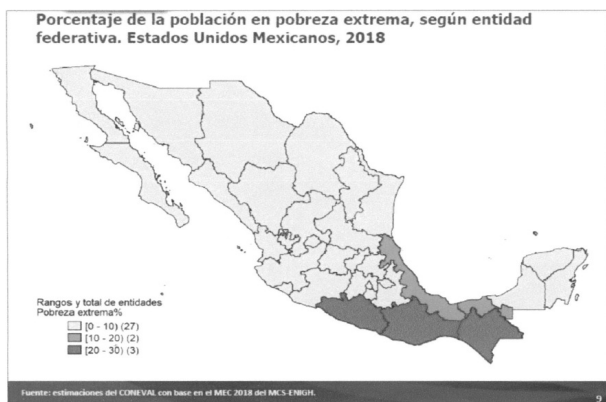 Porcentaje de la población en pobreza extrema, según entidad
federativa. Estados Unidos Mexicanos, 2018
Rangos y total de entidades
Pobreza extrema%
[0 - 10) (27)
[10 - 20) (2)
[20 - 30) (3)
Fuente: estimaciones del CONEVAL con base en el MEC 2018 del MCS-ENIGH.
9